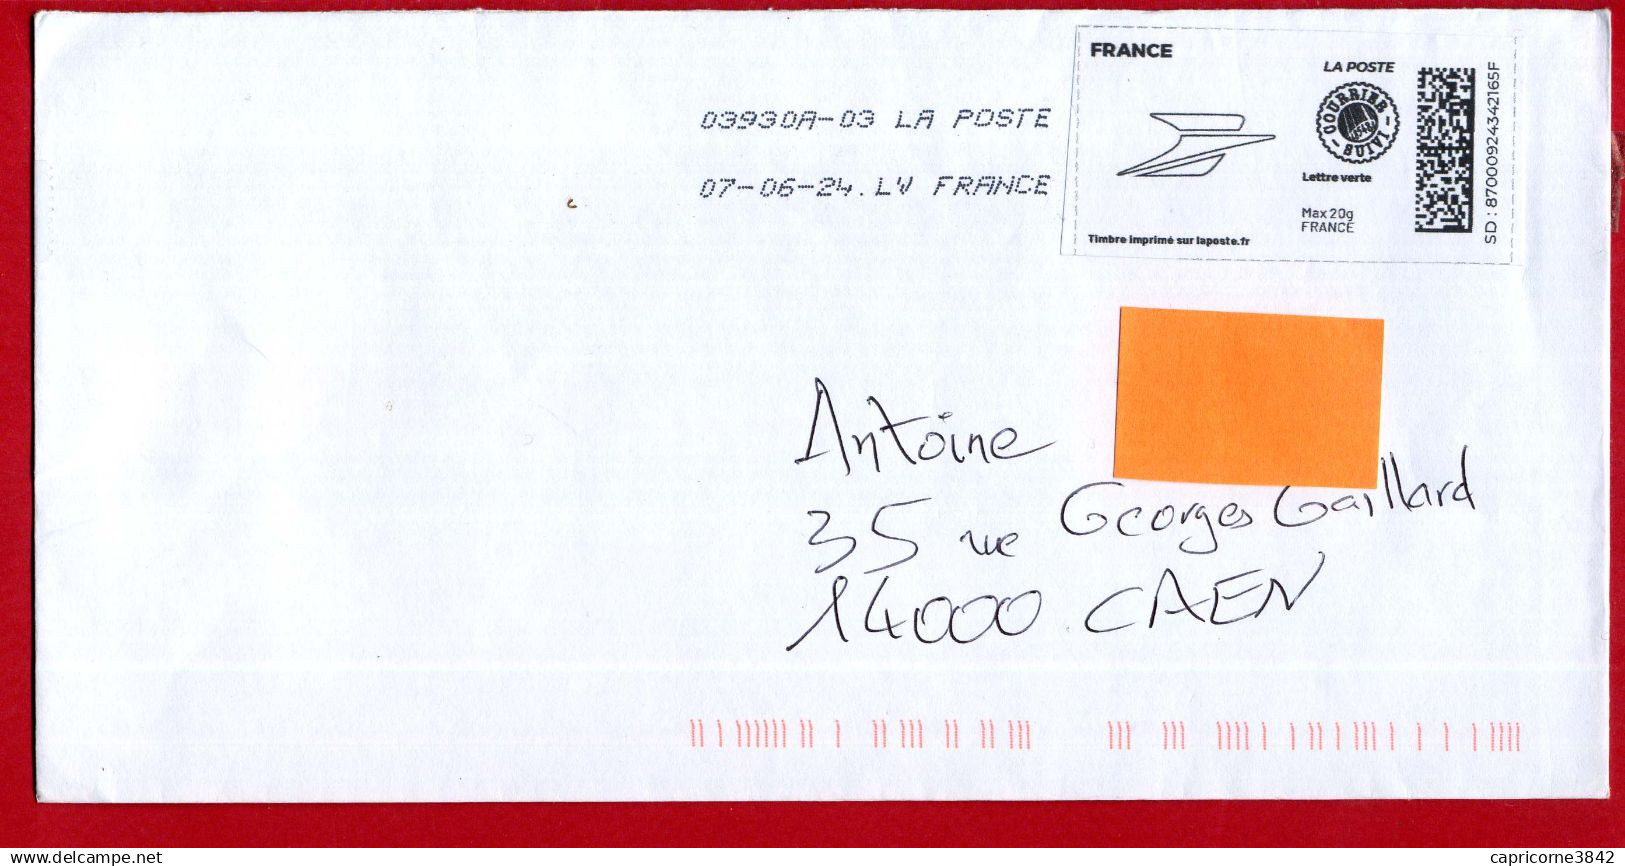 FRANCE
LA POSTE
COURRIER
SUIVI
Lettre verte
Max 20g
FRANCE
Timbre imprimé sur laposte.fr
SD : 87000924342165F
03930A-03 LA POSTE
07-06-24. LV FRANCE
Antoine
35 rue Georges Gaillard
14000 CAEN
www.delcampe.net
capricorne3842